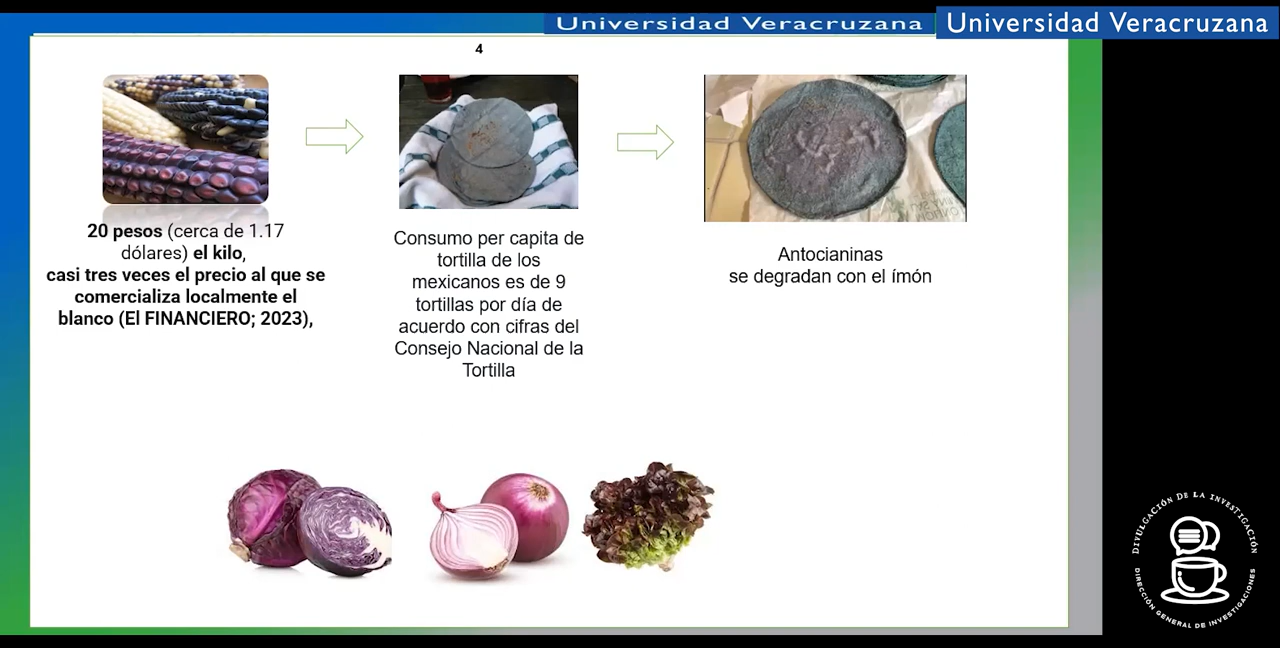 Universidad Veracruzana
Universidad Veracruzana
4
20 pesos (cerca de 1.17
dólares) el kilo,
casi tres veces el precio al que se
comercializa localmente el
blanco (El FINANCIERO; 2023),
Consumo per capita de
tortilla de los
mexicanos es de 9
tortillas por día de
acuerdo con cifras del
Consejo Nacional de la
Tortilla
Antocianinas
se degradan con el ímón
DIVULGACIÓN DE LA INVESTIGACIÓN
DIRECCIÓN GENERAL DE INVESTIGACIONES